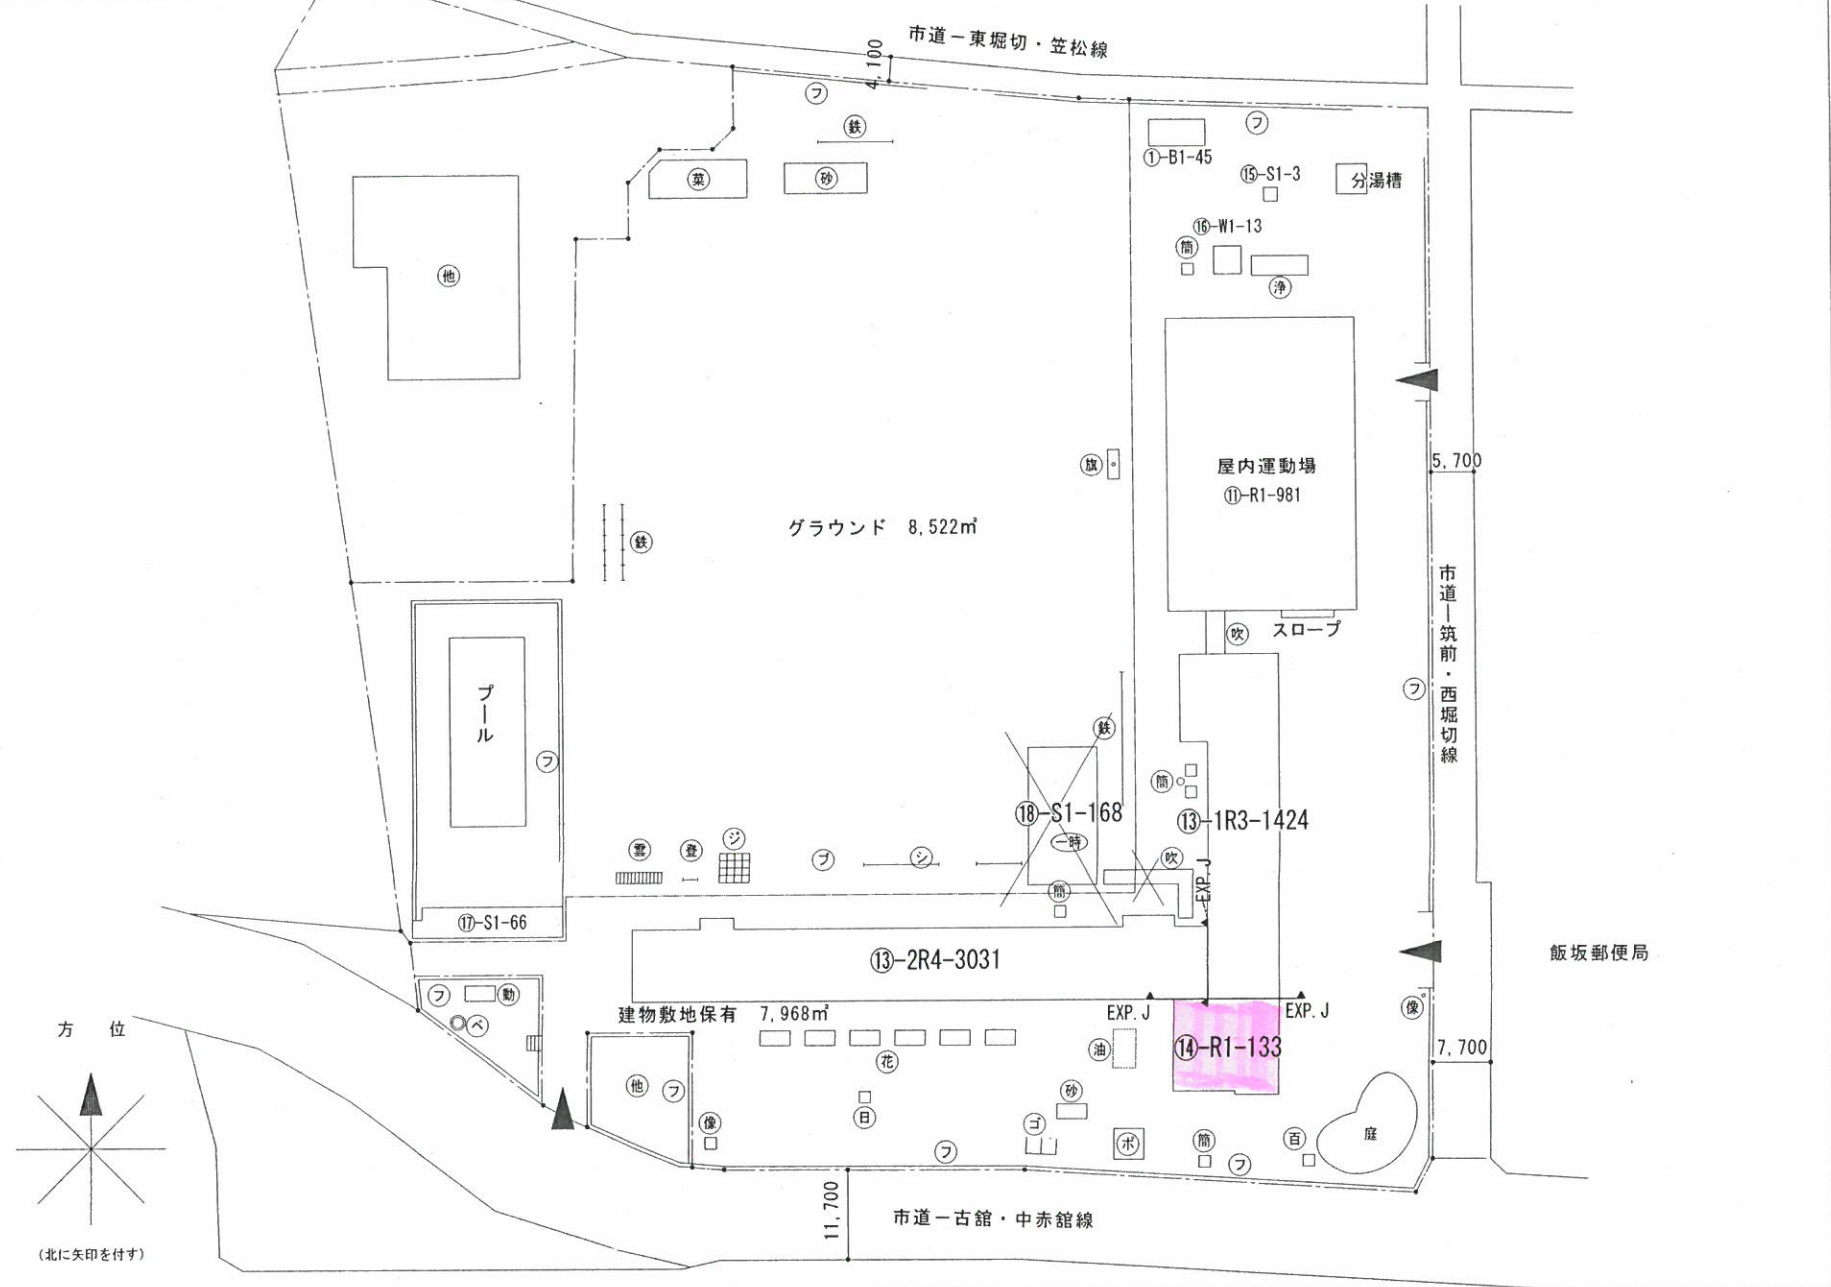 市道ー東堀切・笠松線
4,100
フ
鉄
フ
①-B1-45
⑮-S1-3
分湯槽
菜
砂
⑯-W1-13
簡
浄
他
旗
屋内運動場
⑪-R1-981
5,700
グラウンド 8,522㎡
鉄
市道ー筑前・西堀切線
吹
スロープ
プール
フ
フ
鉄
簡
⑱-S1-168
⑬-1R3-1424
一時
雲
登
ジ
ブ
シ
吹
EXP.J
簡
⑰-S1-66
⑬-2R4-3031
飯坂郵便局
フ
動
ベ
建物敷地保有 7,968㎡
EXP.J
EXP.J
像
方 位
花
油
⑭-R1-133
7,700
他
フ
砂
日
像
ゴ
ポ
簡
百
庭
フ
フ
11,700
市道ー古舘・中赤舘線
(北に矢印を付す)